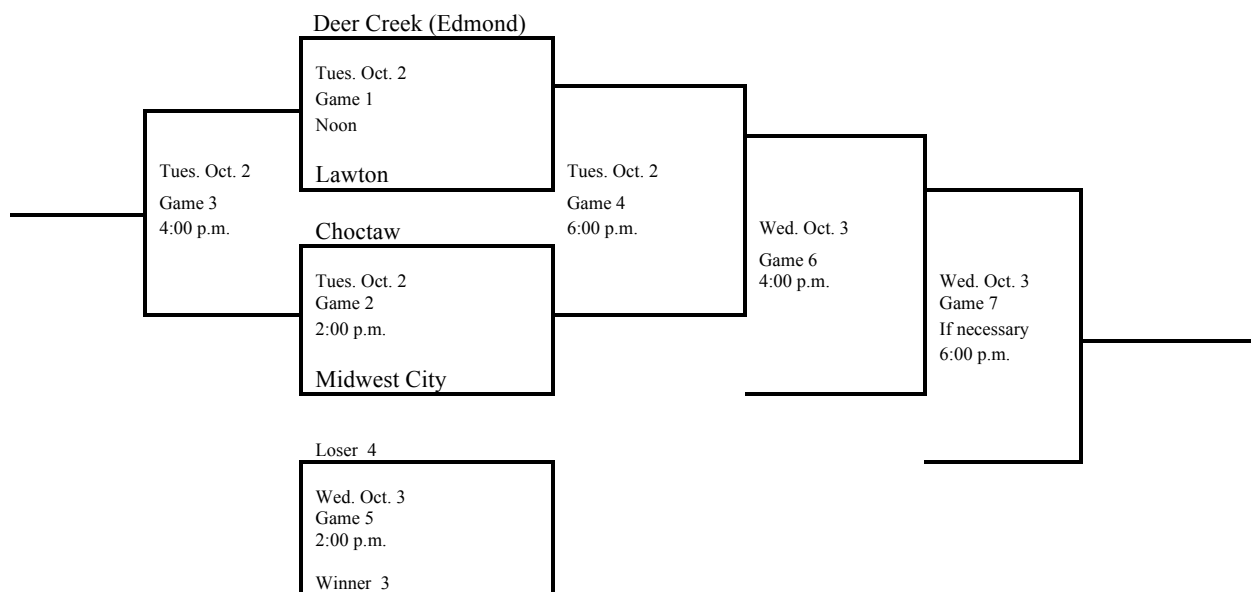 Deer Creek (Edmond)
Tues. Oct. 2
Game 1
Noon
Lawton
Tues. Oct. 2
Game 3
4:00 p.m.
Tues. Oct. 2
Game 4
6:00 p.m.
Choctaw
Tues. Oct. 2
Game 2
2:00 p.m.
Midwest City
Wed. Oct. 3
Game 6
4:00 p.m.
Wed. Oct. 3
Game 7
If necessary
6:00 p.m.
Loser 4
Wed. Oct. 3
Game 5
2:00 p.m.
Winner 3